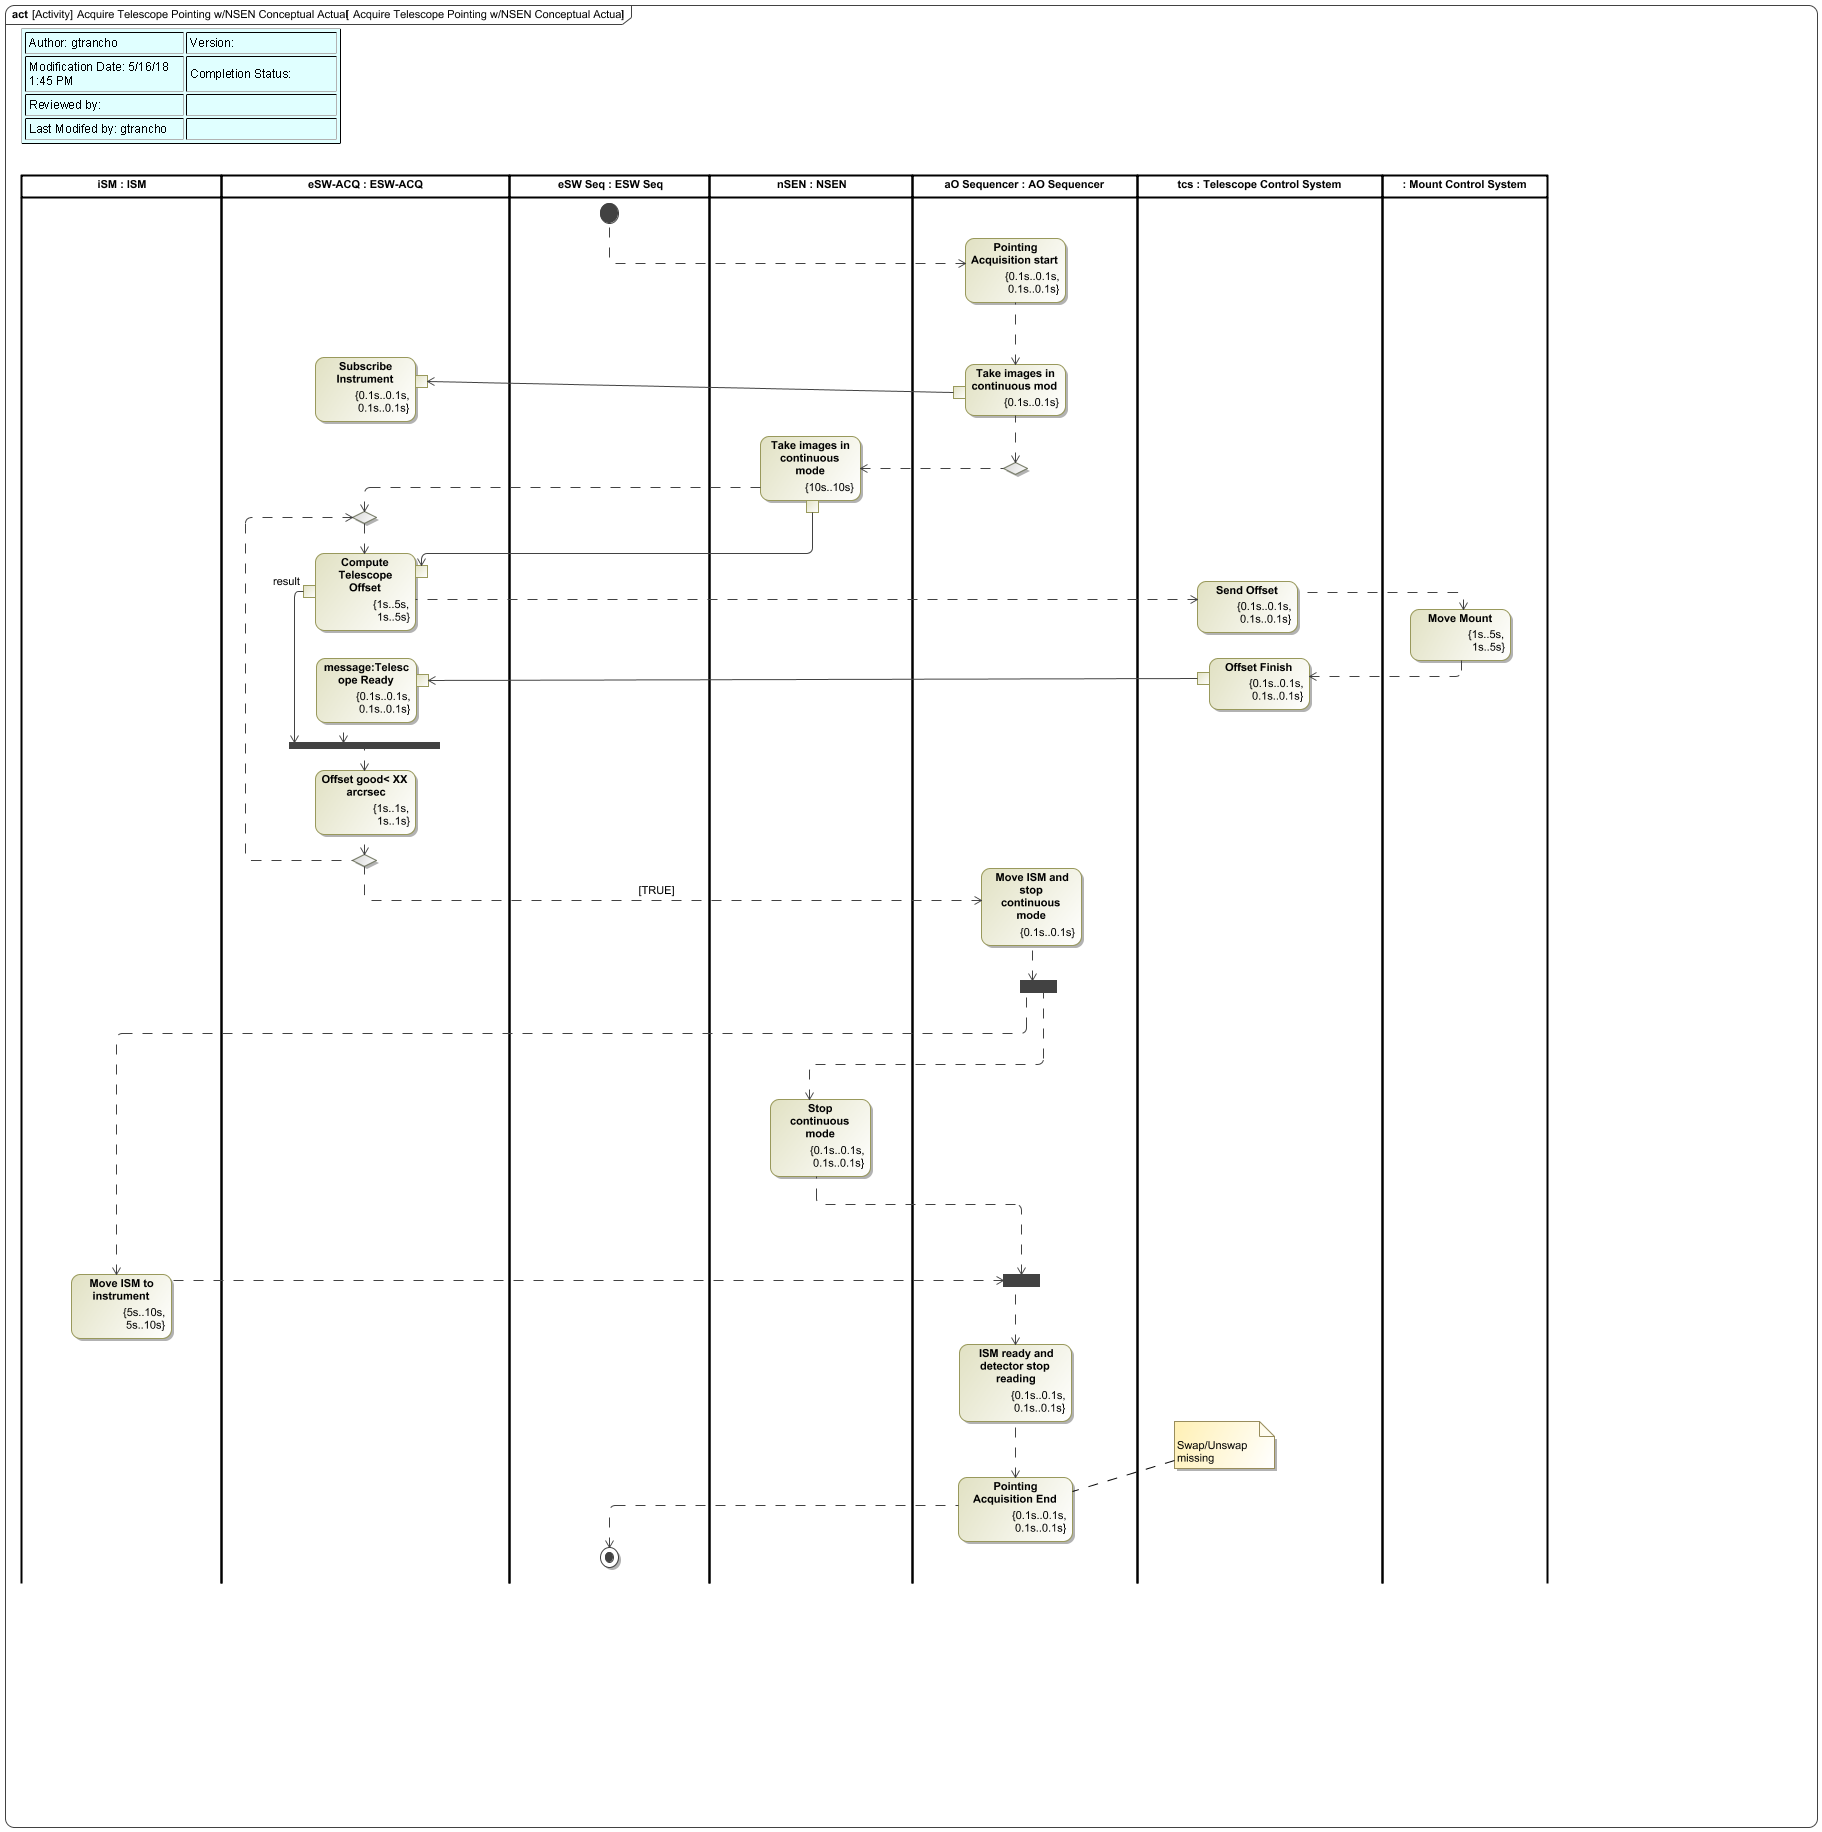 act [Activity] Acquire Telescope Pointing w/NSEN Conceptual Actual[ Acquire Telescope Pointing w/NSEN Conceptual Actual]
Author: gtrancho
Version:
Modification Date: 5/16/18
1:45 PM
Completion Status:
Reviewed by:
Last Modifed by: gtrancho
iSM : ISM
eSW-ACQ : ESW-ACQ
eSW Seq : ESW Seq
nSEN : NSEN
aO Sequencer : AO Sequencer
tcs : Telescope Control System
: Mount Control System
Pointing
Acquisition start
{0.1s..0.1s,
0.1s..0.1s}
Subscribe
Instrument
{0.1s..0.1s,
0.1s..0.1s}
Take images in
continuous mod
{0.1s..0.1s}
Take images in
continuous
mode
{10s..10s}
Compute
Telescope
Offset
{1s..5s,
1s..5s}
result
Send Offset
{0.1s..0.1s,
0.1s..0.1s}
Move Mount
{1s..5s,
1s..5s}
message:Telesc
ope Ready
{0.1s..0.1s,
0.1s..0.1s}
Offset Finish
{0.1s..0.1s,
0.1s..0.1s}
Offset good< XX
arcrsec
{1s..1s,
1s..1s}
[TRUE]
Move ISM and
stop
continuous
mode
{0.1s..0.1s}
Stop
continuous
mode
{0.1s..0.1s,
0.1s..0.1s}
Move ISM to
instrument
{5s..10s,
5s..10s}
ISM ready and
detector stop
reading
{0.1s..0.1s,
0.1s..0.1s}
Swap/Unswap
missing
Pointing
Acquisition End
{0.1s..0.1s,
0.1s..0.1s}